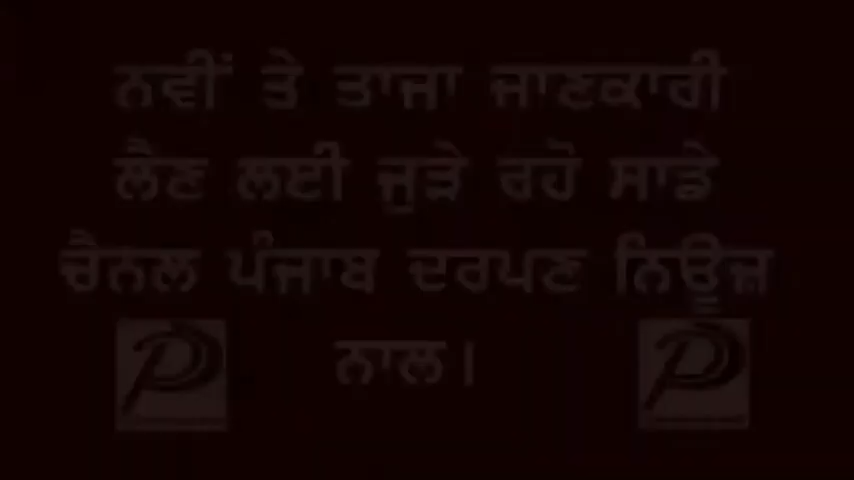 ਨਵੀਂ ਤੇ ਤਾਜਾ ਜਾਣਕਾਰੀ
ਲੈਣ ਲਈ ਜੁੜੇ ਰਹੋ ਸਾਡੇ
ਚੈਨਲ ਪੰਜਾਬ ਦਰਪਣ ਨਿਊਜ਼
ਨਾਲ।